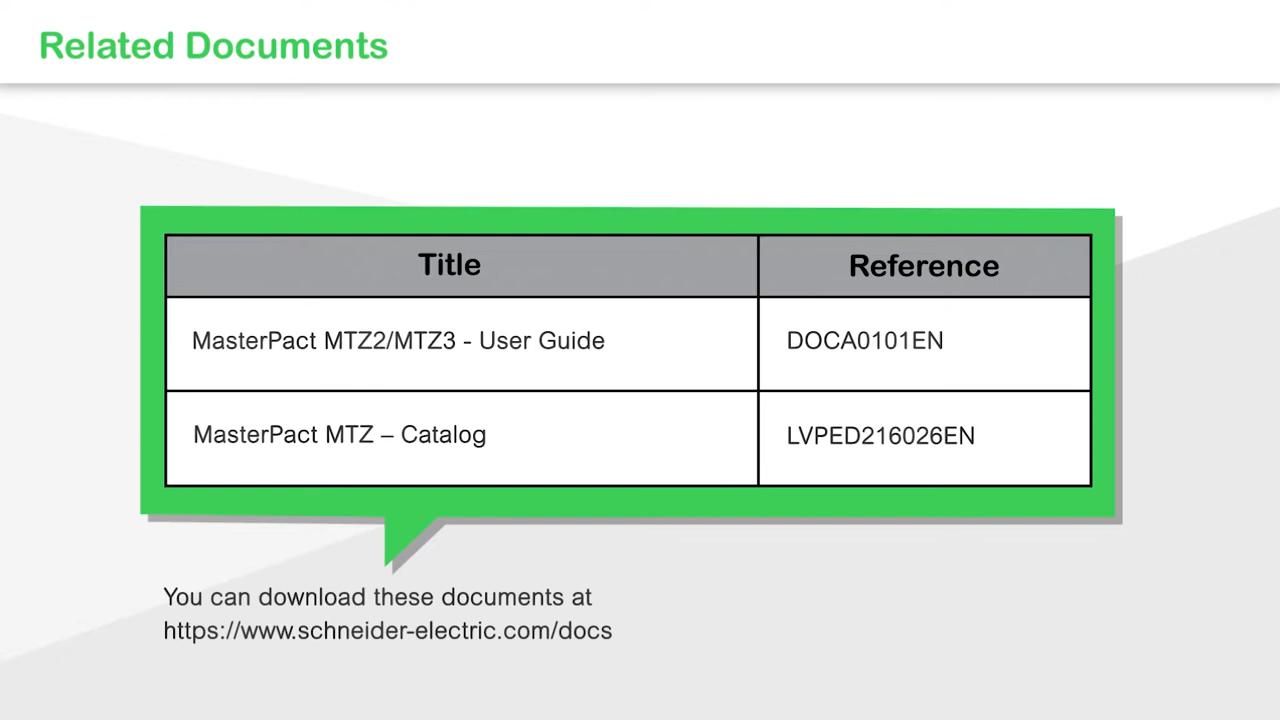 Related Documents
Title
Reference
MasterPact MTZ2/MTZ3 - User Guide
DOCA0101EN
MasterPact MTZ – Catalog
LVPED216026EN
You can download these documents at
https://www.schneider-electric.com/docs